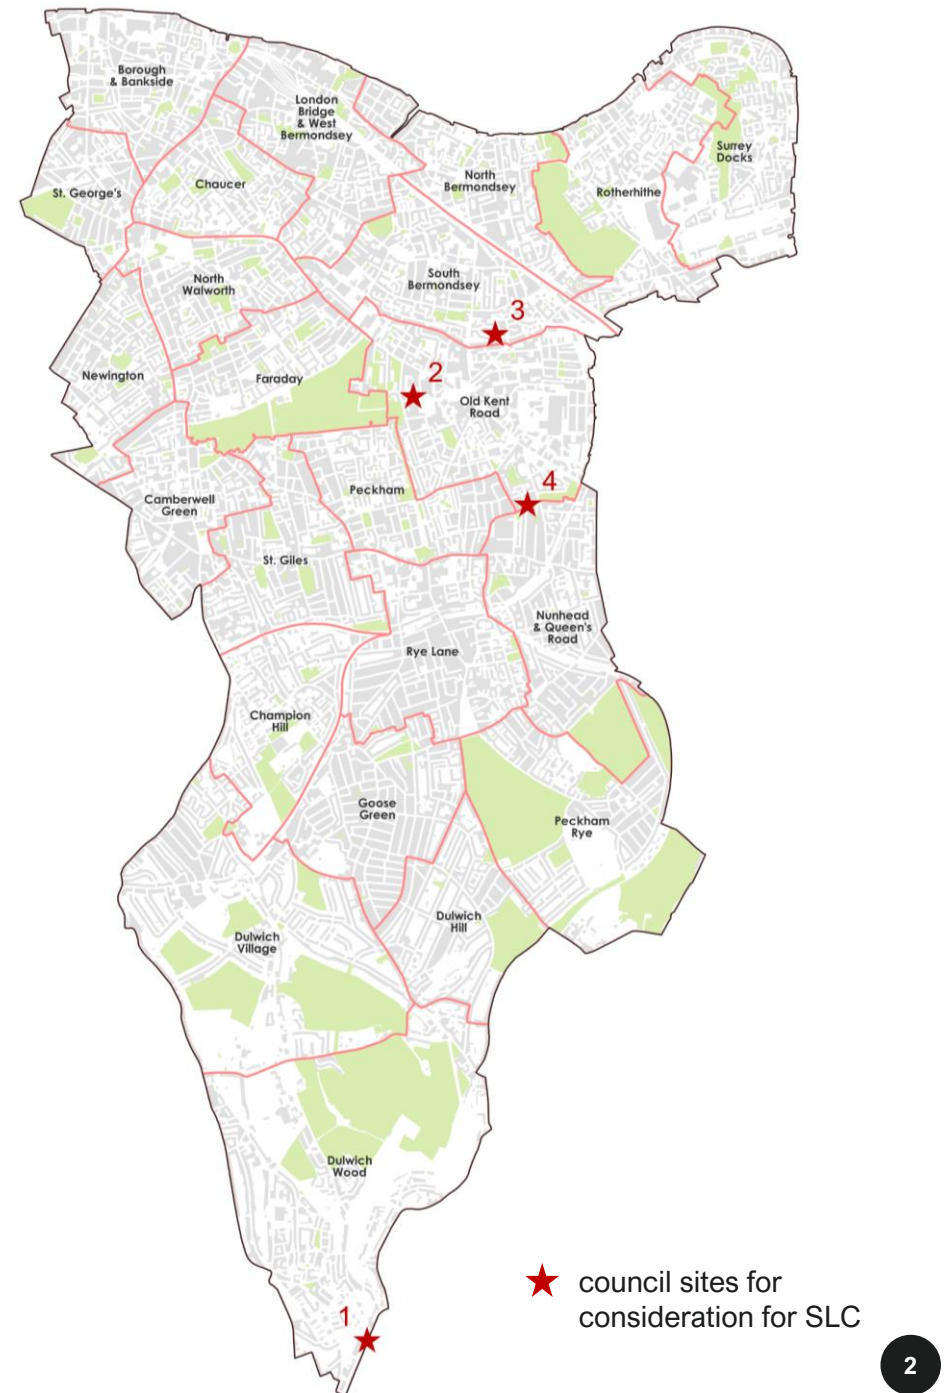 Borough
& Bankside
London
Bridge
& West
Bermondsey
Surrey
Docks
North
Bermondsey
Rotherhithe
St. George's
Chaucer
South
Bermondsey
North
Walworth
3
Newington
Faraday
2
Old Kent
Road
Peckham
4
Camberwell
Green
St. Giles
Nunhead
& Queen's
Road
Rye Lane
Champion
Hill
Goose
Green
Peckham
Rye
Dulwich
Hill
Dulwich
Village
Dulwich
Wood
1
council sites for
consideration for SLC
2